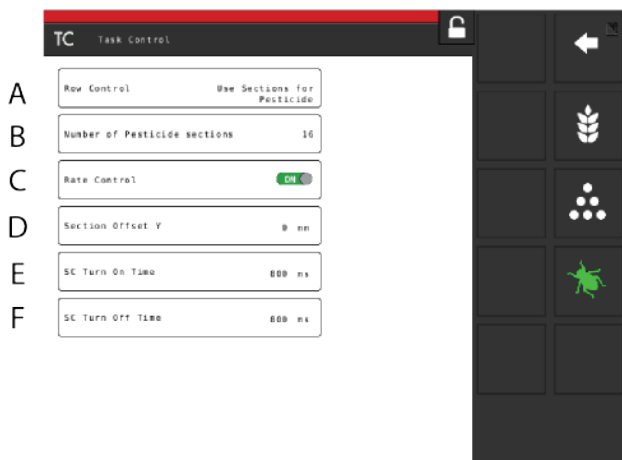 TC Task Control
A Row Control Use Sections for
Pesticide
B Number of Pesticide sections 16
C Rate Control ON
D Section Offset Y 0 mm
E SC Turn On Time 800 ms
F SC Turn Off Time 800 ms